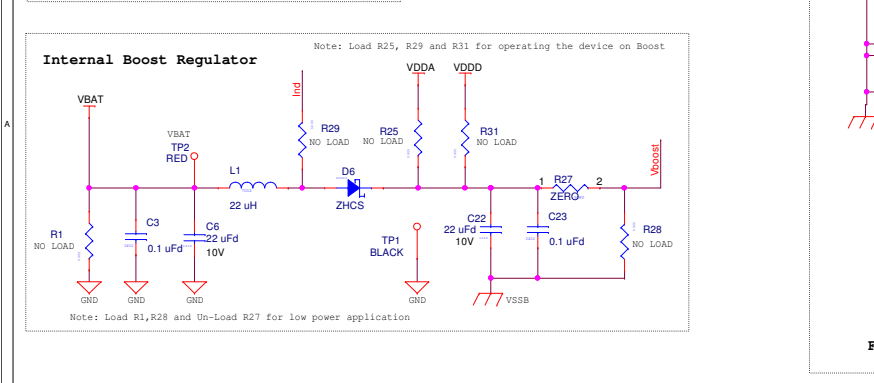 Note: Load R25, R29 and R31 for operating the device on Boost
Internal Boost Regulator
VDDA
VDDD
Ind
VBAT
A
R29
NO LOAD
R25
NO LOAD
R31
NO LOAD
VBAT
TP2
RED
Vboost
L1
22 uH
D6
ZHCS
1
R27
2
ZERO
R1
NO LOAD
C3
0.1 uFd
C6
22 uFd
10V
TP1
BLACK
C22
22 uFd
10V
C23
0.1 uFd
R28
NO LOAD
GND
GND
GND
GND
VSSB
Note: Load R1,R28 and Un-Load R27 for low power application